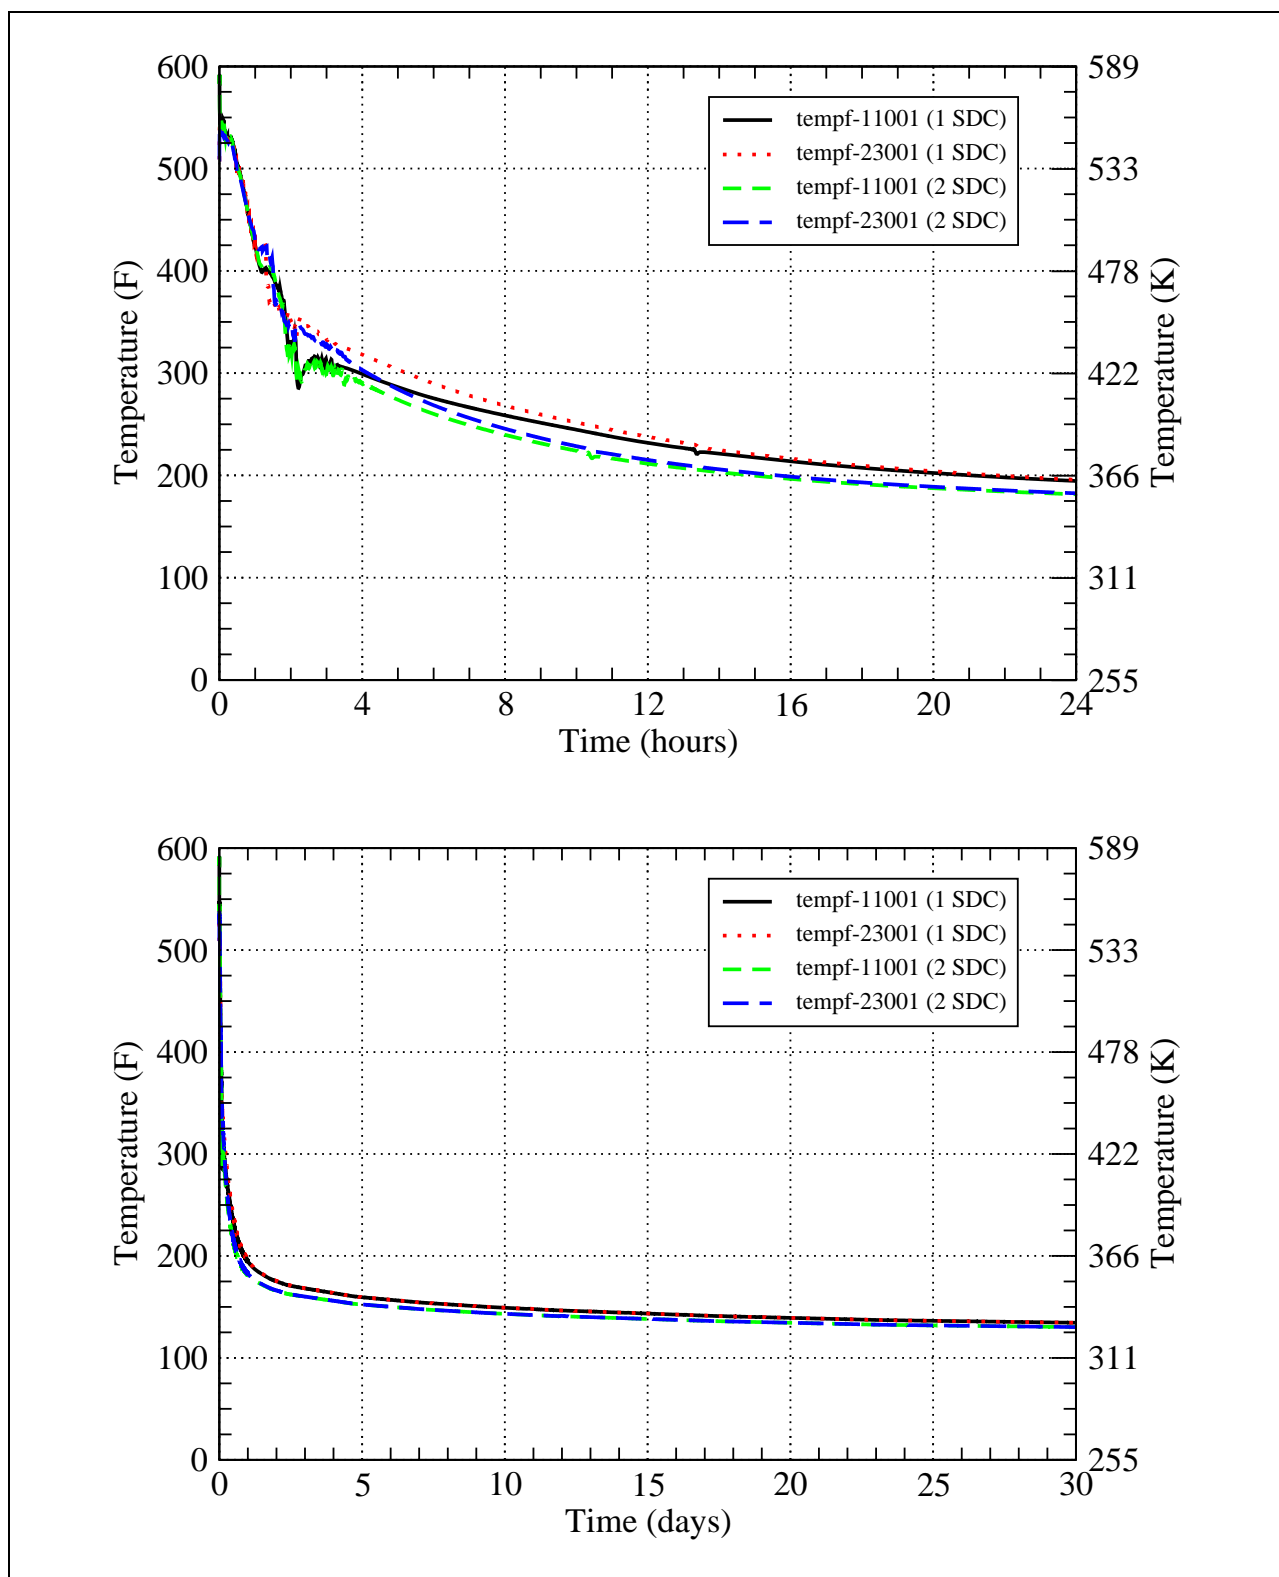 600
589
500
533
400
478
300
422
200
366
100
311
0
255
Temperature (F)
Temperature (K)
tempf-11001 (1 SDC)
tempf-23001 (1 SDC)
tempf-11001 (2 SDC)
tempf-23001 (2 SDC)
0 4 8 12 16 20 24
Time (hours)
600
589
500
533
400
478
300
422
200
366
100
311
0
255
Temperature (F)
Temperature (K)
tempf-11001 (1 SDC)
tempf-23001 (1 SDC)
tempf-11001 (2 SDC)
tempf-23001 (2 SDC)
0 5 10 15 20 25 30
Time (days)